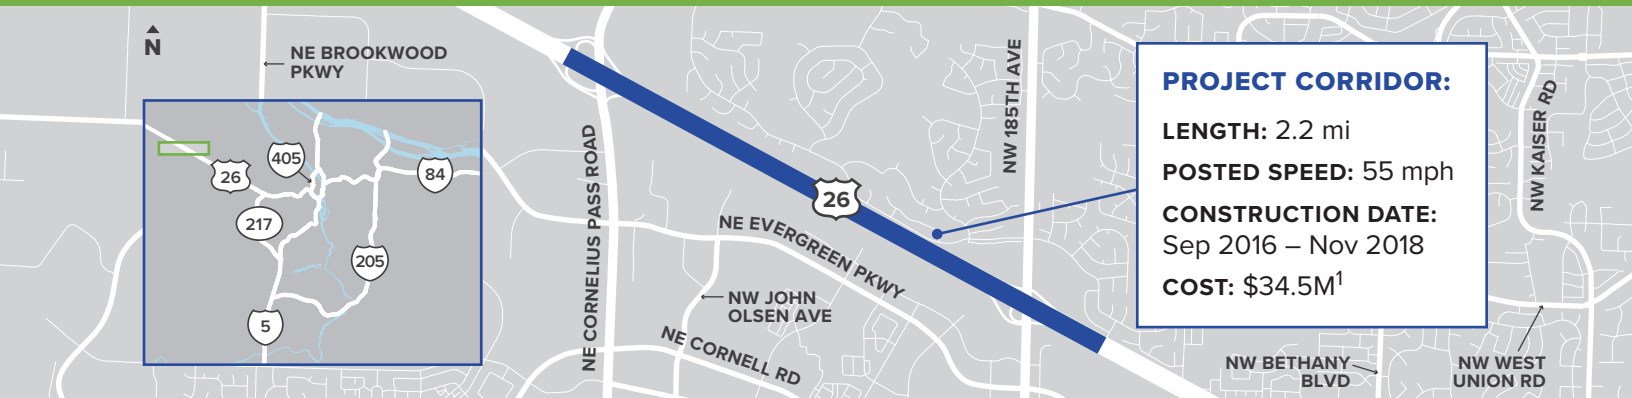 N
NE BROOKWOOD
PKWY
405
26
84
217
205
5
NE CORNELIUS PASS ROAD
26
NE EVERGREEN PKWY
NW JOHN
OLSEN AVE
NE CORNELL RD
NW 185TH AVE
PROJECT CORRIDOR:
LENGTH: 2.2 mi
POSTED SPEED: 55 mph
CONSTRUCTION DATE:
Sep 2016 – Nov 2018
COST: $34.5M¹
NW KAISER RD
NW BETHANY
BLVD
NW WEST
UNION RD